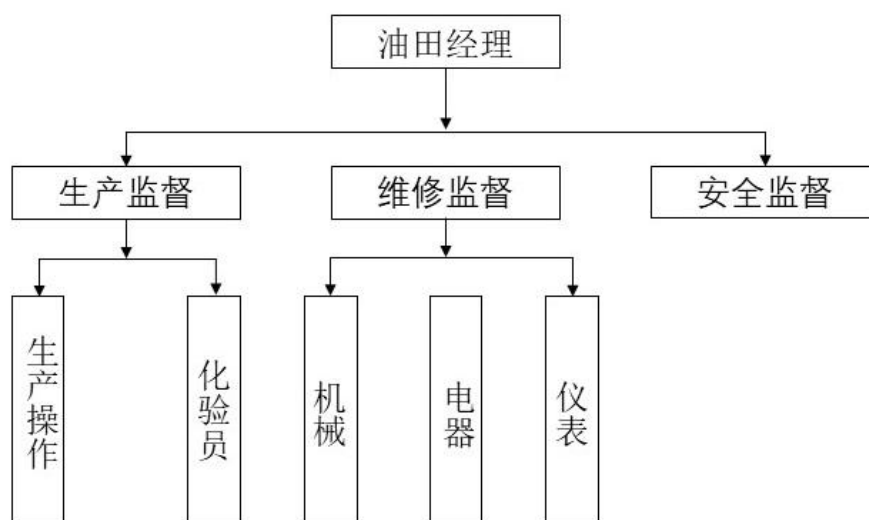 油田经理
生产监督
维修监督
安全监督
生产操作
化验员
机械
电器
仪表